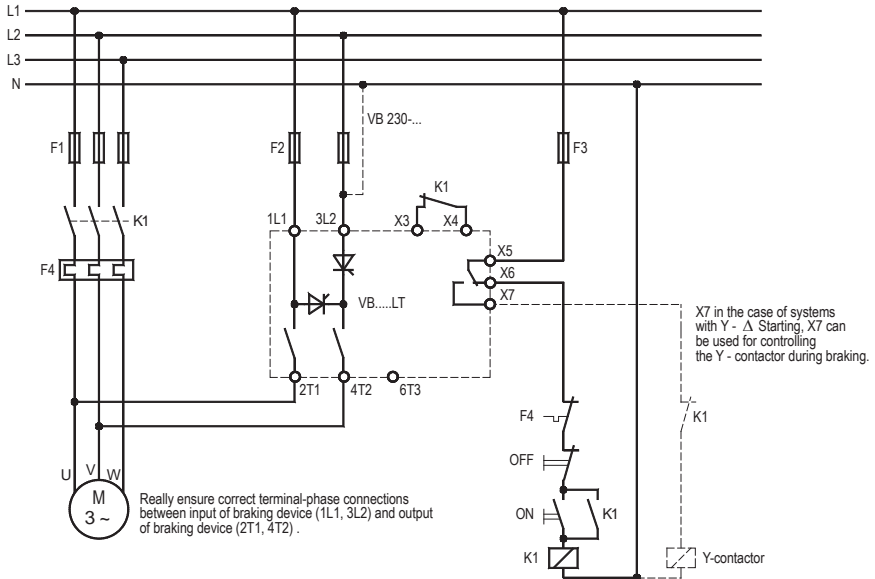 L1
L2
L3
N
VB 230-...
F1
F2
F3
K1
1L1
3L2
X3
X4
K1
X5
F4
X6
VB.....LT
X7
X7 in the case of systems
with Y - Δ Starting, X7 can
be used for controlling
the Y - contactor during braking.
2T1
4T2
6T3
F4
K1
OFF
U
V
W
M
3 ~
Really ensure correct terminal-phase connections
between input of braking device (1L1, 3L2) and output
of braking device (2T1, 4T2) .
ON
K1
K1
Y-contactor